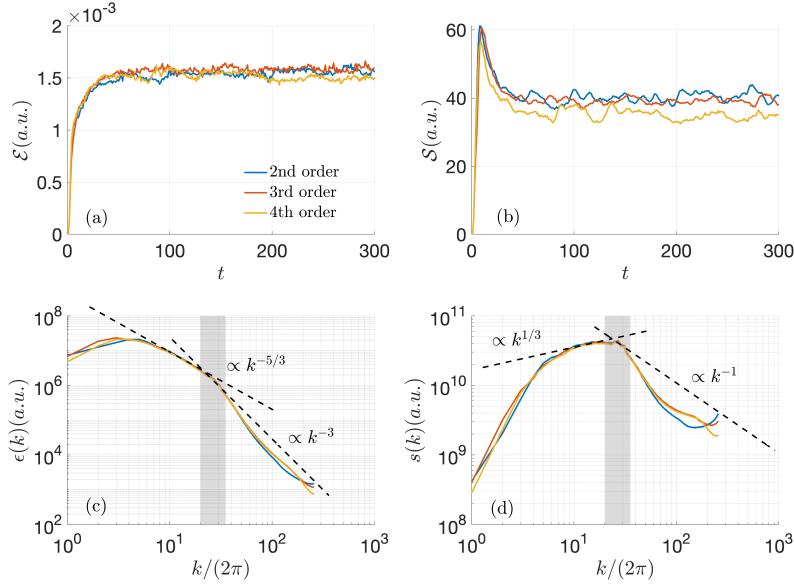 ×10⁻³
2
1.5
1
0.5
0
ℰ(a.u.)
2nd order
3rd order
4th order
(a)
0 100 200 300
t
60
40
20
0
𝒮(a.u.)
(b)
0 100 200 300
t
10⁸
10⁶
10⁴
10²
ϵ(k)(a.u.)
∝ k⁻⁵/³
∝ k⁻³
(c)
10⁰ 10¹ 10² 10³
k/(2π)
10¹¹
10¹⁰
10⁹
10⁸
s(k)(a.u.)
∝ k¹/³
∝ k⁻¹
(d)
10⁰ 10¹ 10² 10³
k/(2π)